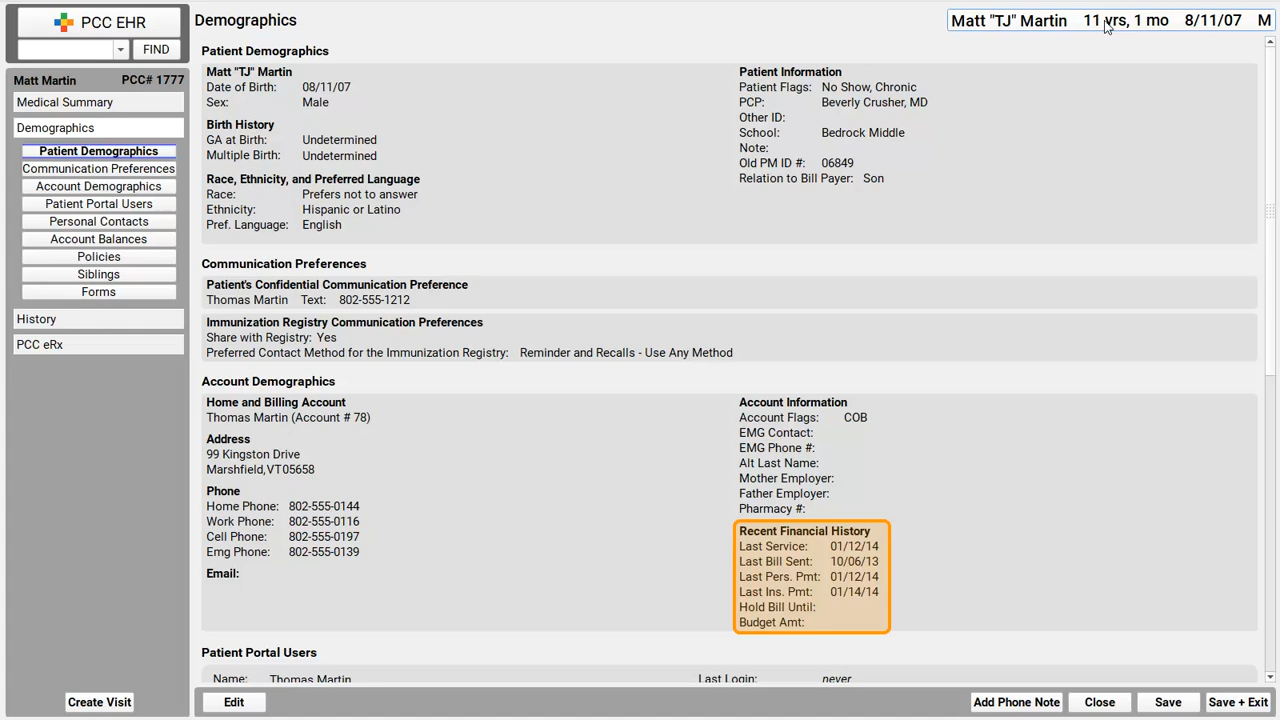 PCC EHR
FIND
Demographics
Matt "TJ" Martin 11 yrs, 1 mo 8/11/07 M
Matt Martin PCC# 1777
Medical Summary
Demographics
Patient Demographics
Communication Preferences
Account Demographics
Patient Portal Users
Personal Contacts
Account Balances
Policies
Siblings
Forms
History
PCC eRx
Create Visit
Patient Demographics
Matt "TJ" Martin
Date of Birth: 08/11/07
Sex: Male
Birth History
GA at Birth: Undetermined
Multiple Birth: Undetermined
Race, Ethnicity, and Preferred Language
Race: Prefers not to answer
Ethnicity: Hispanic or Latino
Pref. Language: English
Patient Information
Patient Flags: No Show, Chronic
PCP: Beverly Crusher, MD
Other ID:
School: Bedrock Middle
Note:
Old PM ID #: 06849
Relation to Bill Payer: Son
Communication Preferences
Patient's Confidential Communication Preference
Thomas Martin Text: 802-555-1212
Immunization Registry Communication Preferences
Share with Registry: Yes
Preferred Contact Method for the Immunization Registry: Reminder and Recalls - Use Any Method
Account Demographics
Home and Billing Account
Thomas Martin (Account # 78)
Address
99 Kingston Drive
Marshfield,VT05658
Phone
Home Phone: 802-555-0144
Work Phone: 802-555-0116
Cell Phone: 802-555-0197
Emg Phone: 802-555-0139
Email:
Account Information
Account Flags: COB
EMG Contact:
EMG Phone #:
Alt Last Name:
Mother Employer:
Father Employer:
Pharmacy #:
Recent Financial History
Last Service: 01/12/14
Last Bill Sent: 10/06/13
Last Pers. Pmt: 01/12/14
Last Ins. Pmt: 01/14/14
Hold Bill Until:
Budget Amt:
Patient Portal Users
Name: Thomas Martin Last Login: never
Edit
Add Phone Note
Close
Save
Save + Exit